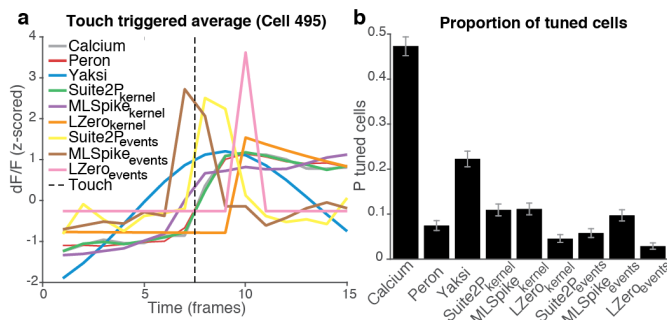 a
Touch triggered average (Cell 495)
4
3
2
1
0
-1
-2
dF/F (z-scored)
Calcium
Peron
Yaksi
Suite2Pkernel
MLSpikekernel
LZerokernel
Suite2Pevents
MLSpikeevents
LZeroevents
Touch
0
5
10
15
Time (frames)
b
Proportion of tuned cells
0.5
0.4
0.2
0.1
0
P tuned cells
Calcium
Peron
Yaksi
Suite2Pkernel
MLSpikekernel
LZerokernel
Suite2Pevents
MLSpikeevents
LZeroevents